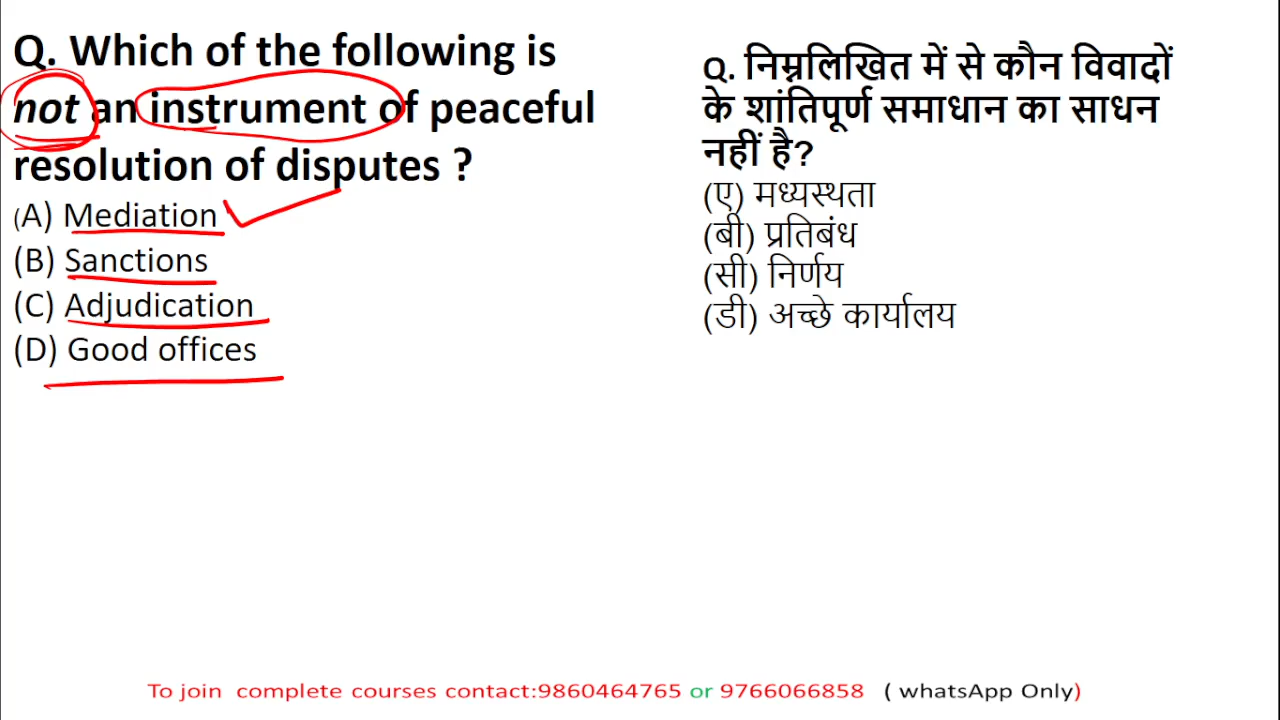 Q. Which of the following is
not an instrument of peaceful
resolution of disputes ?
(A) Mediation
(B) Sanctions
(C) Adjudication
(D) Good offices
Q. निम्नलिखित में से कौन विवादों
के शांतिपूर्ण समाधान का साधन
नहीं है?
(ए) मध्यस्थता
(बी) प्रतिबंध
(सी) निर्णय
(डी) अच्छे कार्यालय
To join complete courses contact:9860464765 or 9766066858 ( whatsApp Only)